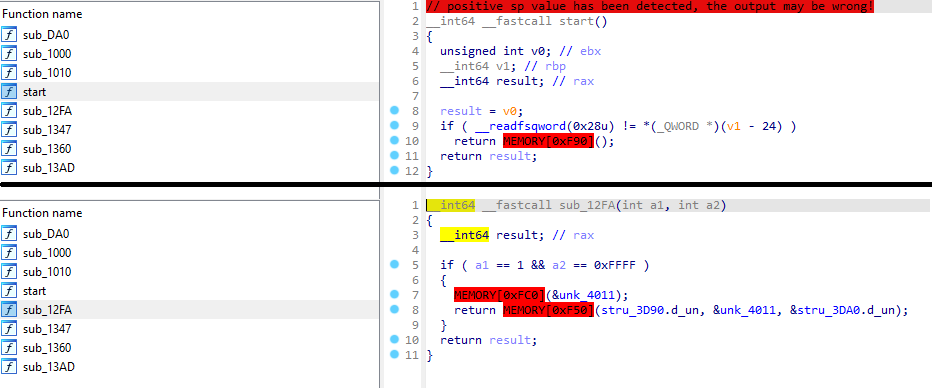 Function name
f sub_DA0
f sub_1000
f sub_1010
f start
f sub_12FA
f sub_1347
f sub_1360
f sub_13AD
1 // positive sp value has been detected, the output may be wrong!
2 __int64 __fastcall start()
3 {
4 unsigned int v0; // ebx
5 __int64 v1; // rbp
6 __int64 result; // rax
7
8 result = v0;
9 if ( __readfsqword(0x28u) != *(_QWORD *)(v1 - 24) )
10 return MEMORY[0xF90]();
11 return result;
12 }
Function name
f sub_DA0
f sub_1000
f sub_1010
f start
f sub_12FA
f sub_1347
f sub_1360
f sub_13AD
1 __int64 __fastcall sub_12FA(int a1, int a2)
2 {
3 __int64 result; // rax
4
5 if ( a1 == 1 && a2 == 0xFFFF )
6 {
7 MEMORY[0xFC0](&unk_4011);
8 return MEMORY[0xF50](stru_3D90.d_un, &unk_4011, &stru_3DA0.d_un);
9 }
10 return result;
11 }